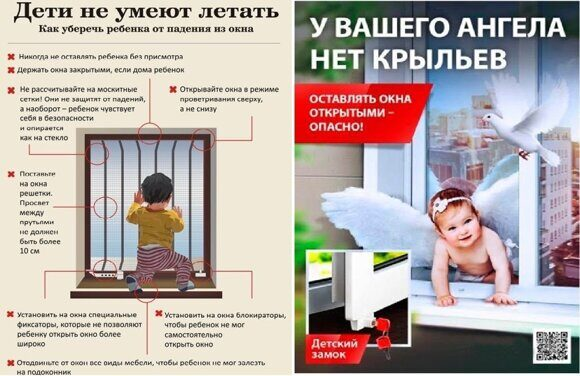 Дети не умеют летать
Как уберечь ребенка от падения из окна
Никогда не оставлять ребенка без присмотра
Держать окна закрытыми, если дома ребенок
Не рассчитывайте на москитные
сетки! Они не защитят от падений,
а наоборот – ребенок чувствует
себя в безопасности
и опирается
как на стекло
Открывайте окна в режиме
проветривания сверху,
а не снизу
Поставьте
на окна
решетки.
Просвет
между
прутьями
не должен
быть более
10 см
Установить на окна специальные
фиксаторы, которые не позволяют
ребенку открыть окно более
широко
Установить на окна блокираторы,
чтобы ребенок не мог
самостоятельно
открыть окно
Отодвиньте от окон все виды мебели, чтобы ребенок не мог залезть
на подоконник
У ВАШЕГО АНГЕЛА
НЕТ КРЫЛЬЕВ
ОСТАВЛЯТЬ ОКНА
ОТКРЫТЫМИ –
ОПАСНО!
Детский
замок